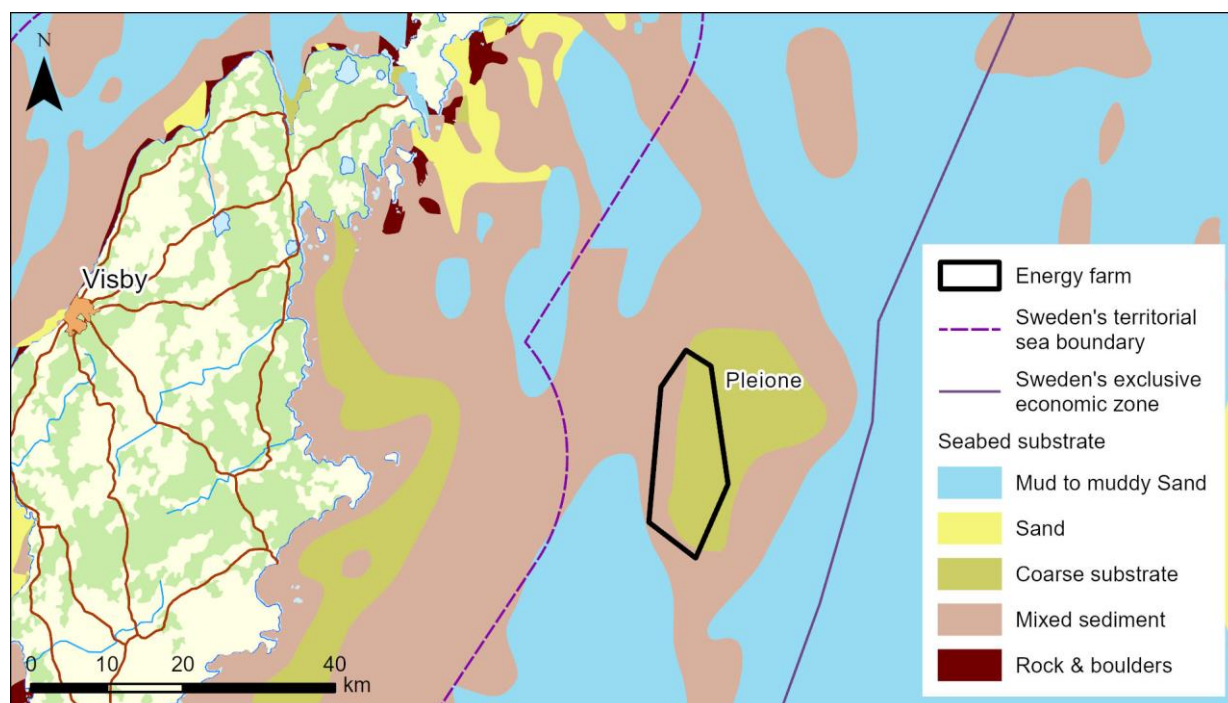 N
Visby
Pleione
Energy farm
Sweden's territorial
sea boundary
Sweden's exclusive
economic zone
Seabed substrate
Mud to muddy Sand
Sand
Coarse substrate
Mixed sediment
Rock & boulders
0 10 20 40
km